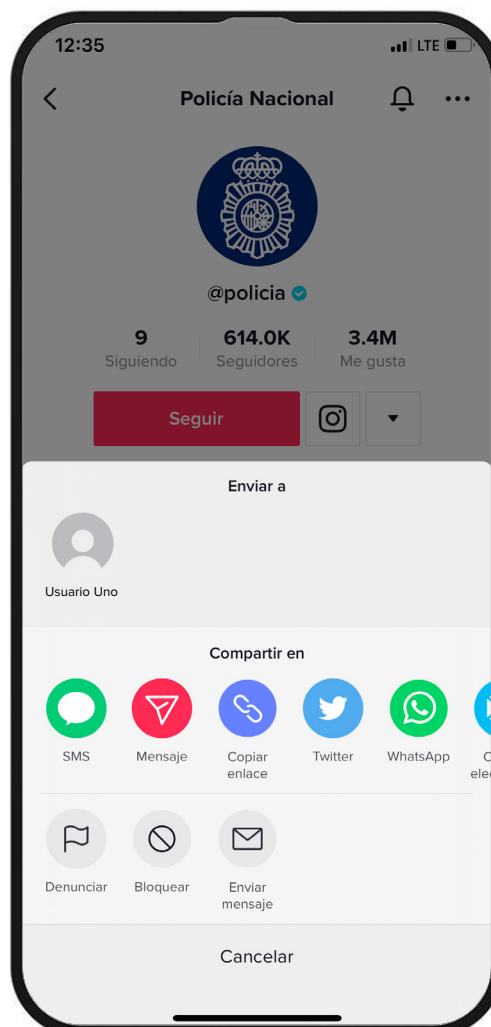 12:35
LTE
Policía Nacional
@policia
9 614.0K 3.4M
Siguiendo Seguidores Me gusta
Seguir
Enviar a
Usuario Uno
Compartir en
SMS Mensaje Copiar enlace Twitter WhatsApp
Denunciar Bloquear Enviar mensaje
Cancelar